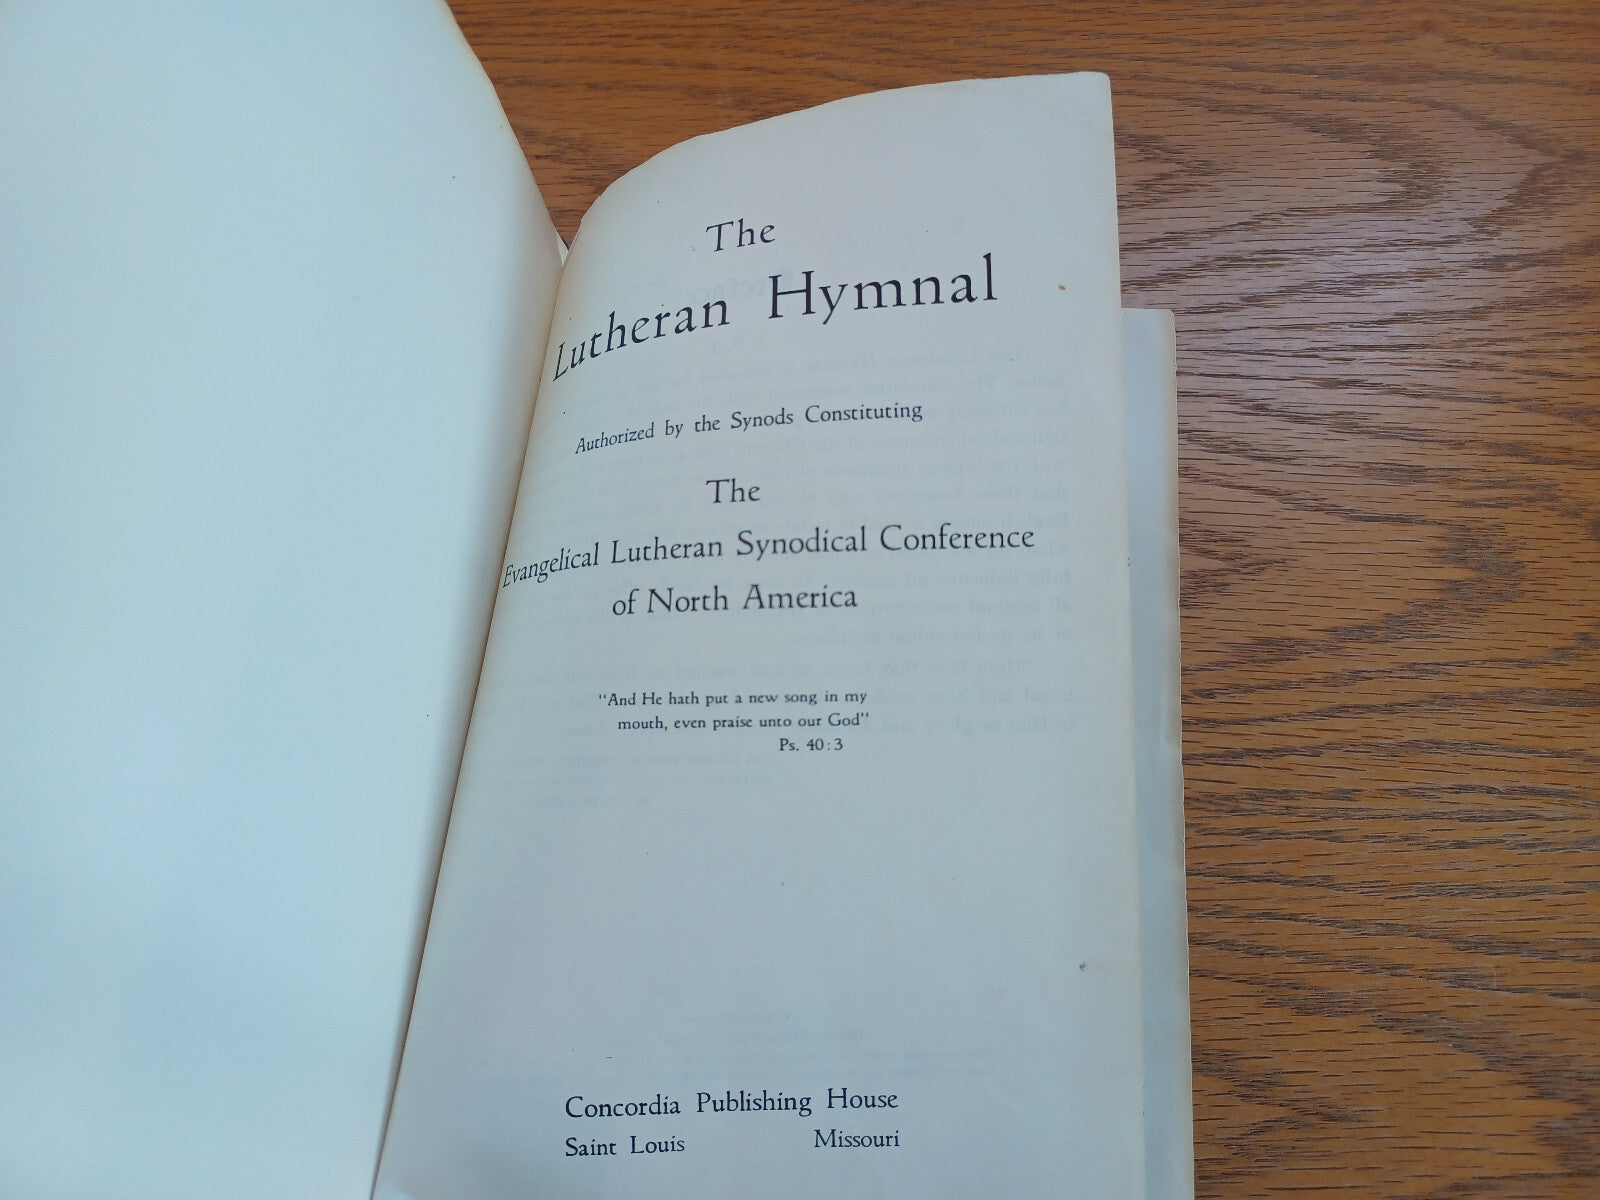 The
Lutheran Hymnal
Authorized by the Synods Constituting
The
Evangelical Lutheran Synodical Conference
of North America
"And He hath put a new song in my
mouth, even praise unto our God"
Ps. 40:3
Concordia Publishing House
Saint Louis Missouri